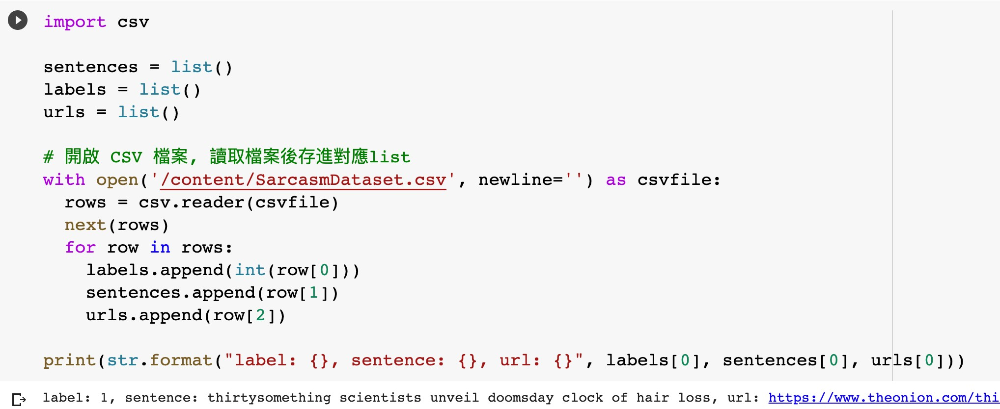 import csv

sentences = list()
labels = list()
urls = list()

# 開啟 CSV 檔案, 讀取檔案後存進對應list
with open('/content/SarcasmDataset.csv', newline='') as csvfile:
  rows = csv.reader(csvfile)
  next(rows)
  for row in rows:
    labels.append(int(row[0]))
    sentences.append(row[1])
    urls.append(row[2])

print(str.format("label: {}, sentence: {}, url: {}", labels[0], sentences[0], urls[0]))
label: 1, sentence: thirtysomething scientists unveil doomsday clock of hair loss, url: https://www.theonion.com/thi